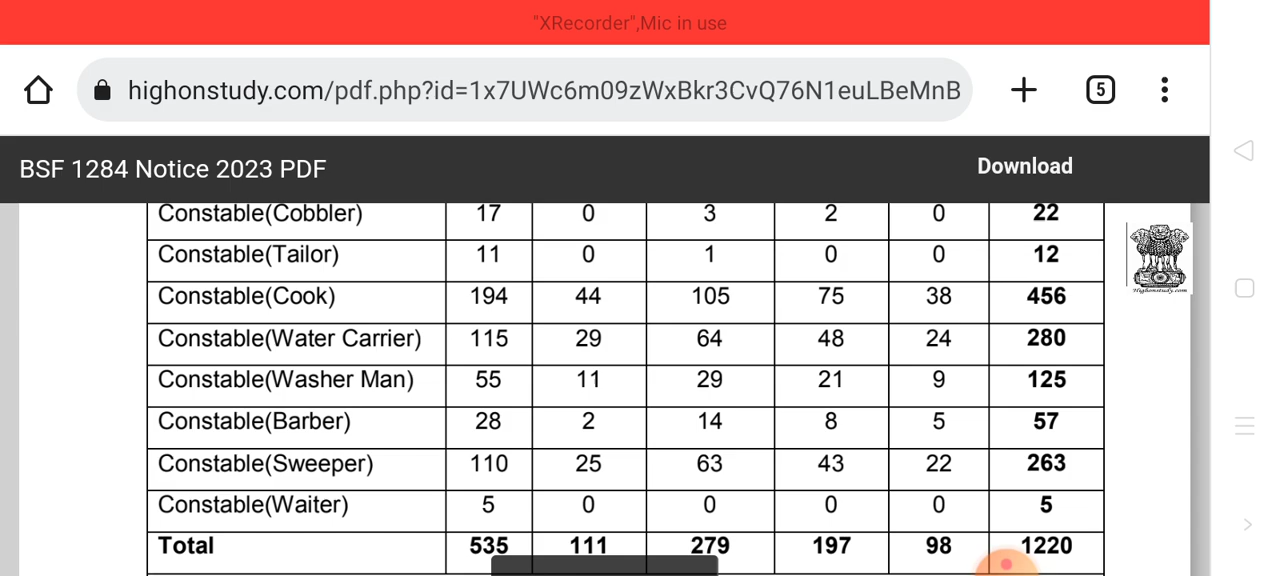 "XRecorder",Mic in use
highonstudy.com/pdf.php?id=1x7UWc6m09zWxBkr3CvQ76N1euLBeMnB
5
BSF 1284 Notice 2023 PDF
Download
Constable(Cobbler) 17 0 3 2 0 22
Constable(Tailor) 11 0 1 0 0 12
Constable(Cook) 194 44 105 75 38 456
Constable(Water Carrier) 115 29 64 48 24 280
Constable(Washer Man) 55 11 29 21 9 125
Constable(Barber) 28 2 14 8 5 57
Constable(Sweeper) 110 25 63 43 22 263
Constable(Waiter) 5 0 0 0 0 5
Total 535 111 279 197 98 1220
Highonstudy.com